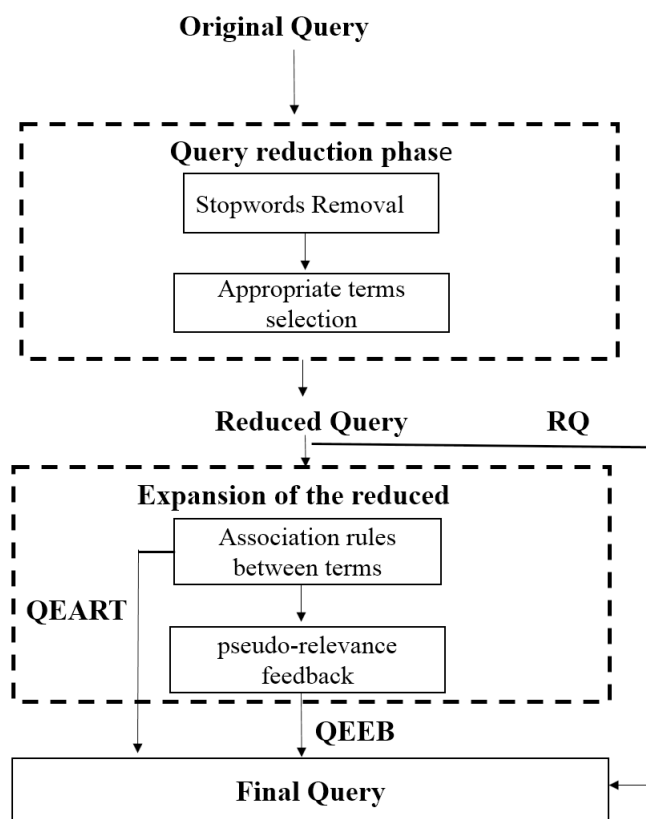 Original Query
Query reduction phase
Stopwords Removal
Appropriate terms
selection
Reduced Query
RQ
Expansion of the reduced
Association rules
between terms
QEART
pseudo-relevance
feedback
QEEB
Final Query